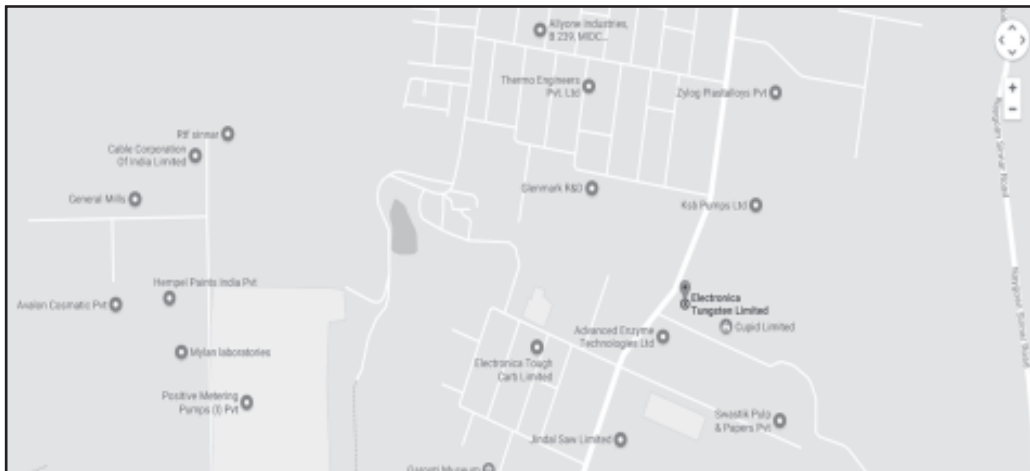 Allyone Industries,
B 239, MIDC...
Thermo Engineers
Pvt. Ltd
Zylog Plastalloys Pvt
Rtf sinnar
Cable Corporation
Of India Limited
General Mills
Glenmark R&D
Ksb Pumps Ltd
Hempel Paints India Pvt
Avalon Cosmatic Pvt
Electronica
Tungsten Limited
Cupid Limited
Advanced Enzyme
Technologies Ltd
Mylan laboratories
Electronica Tough
Carb Limited
Positive Metering
Pumps (I) Pvt
Swastik Pulp
& Papers Pvt
Jindal Saw Limited
Museum
Sinnar Road